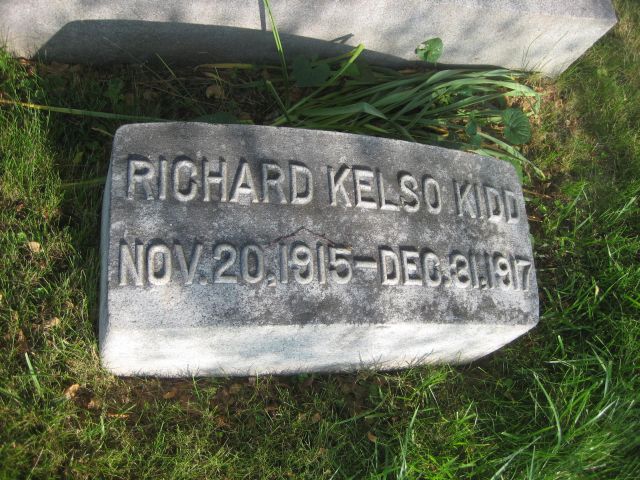 RICHARD KELSO KIDD
NOV. 20, 1915 - DEC. 31, 1917